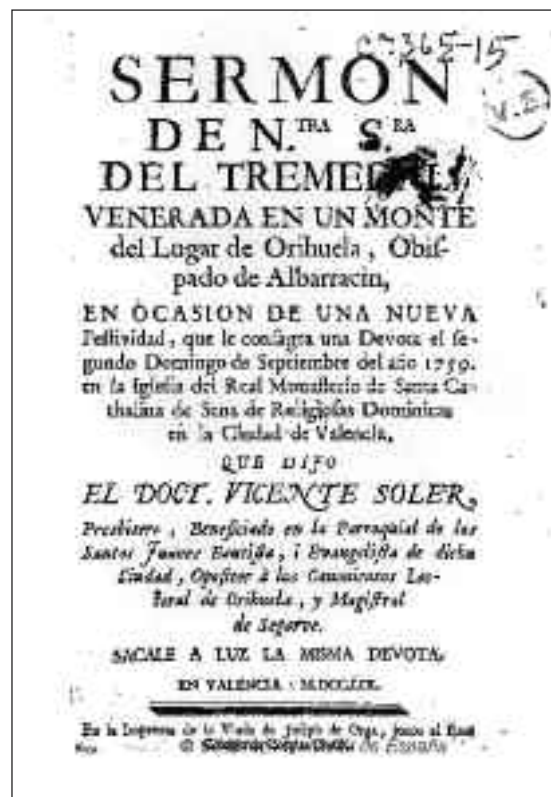 C.ª 365-15
SERMON
DE N.TRA S.RA
DEL TREMEDAL,
VENERADA EN UN MONTE
del Lugar de Orihuela, Obiſ-
pado de Albarracin,
EN OCASION DE UNA NUEVA
Feſtividad, que le conſagra una Devota el ſe-
gundo Domingo de Septiembre del año 1759.
en la Igleſia del Real Monaſterio de Santa Ca-
thalina de Sena de Religioſas Dominicas
en la Ciudad de Valencia,
QUE DIJO
EL DOCT. VICENTE SOLER,
Presbitero, Beneficiado en la Parroquial de los
Santos Juanes Bautiſta, i Evangeliſta de dicha
Ciudad, Opoſitor à las Canonicatos Lec-
toral de Orihuela, y Magiſtral
de Segorve.
SACALE A LUZ LA MISMA DEVOTA.
EN VALENCIA: M.DCC.LIX.
En la Imprenta de la Viuda de Joſeph de Orga, junto al